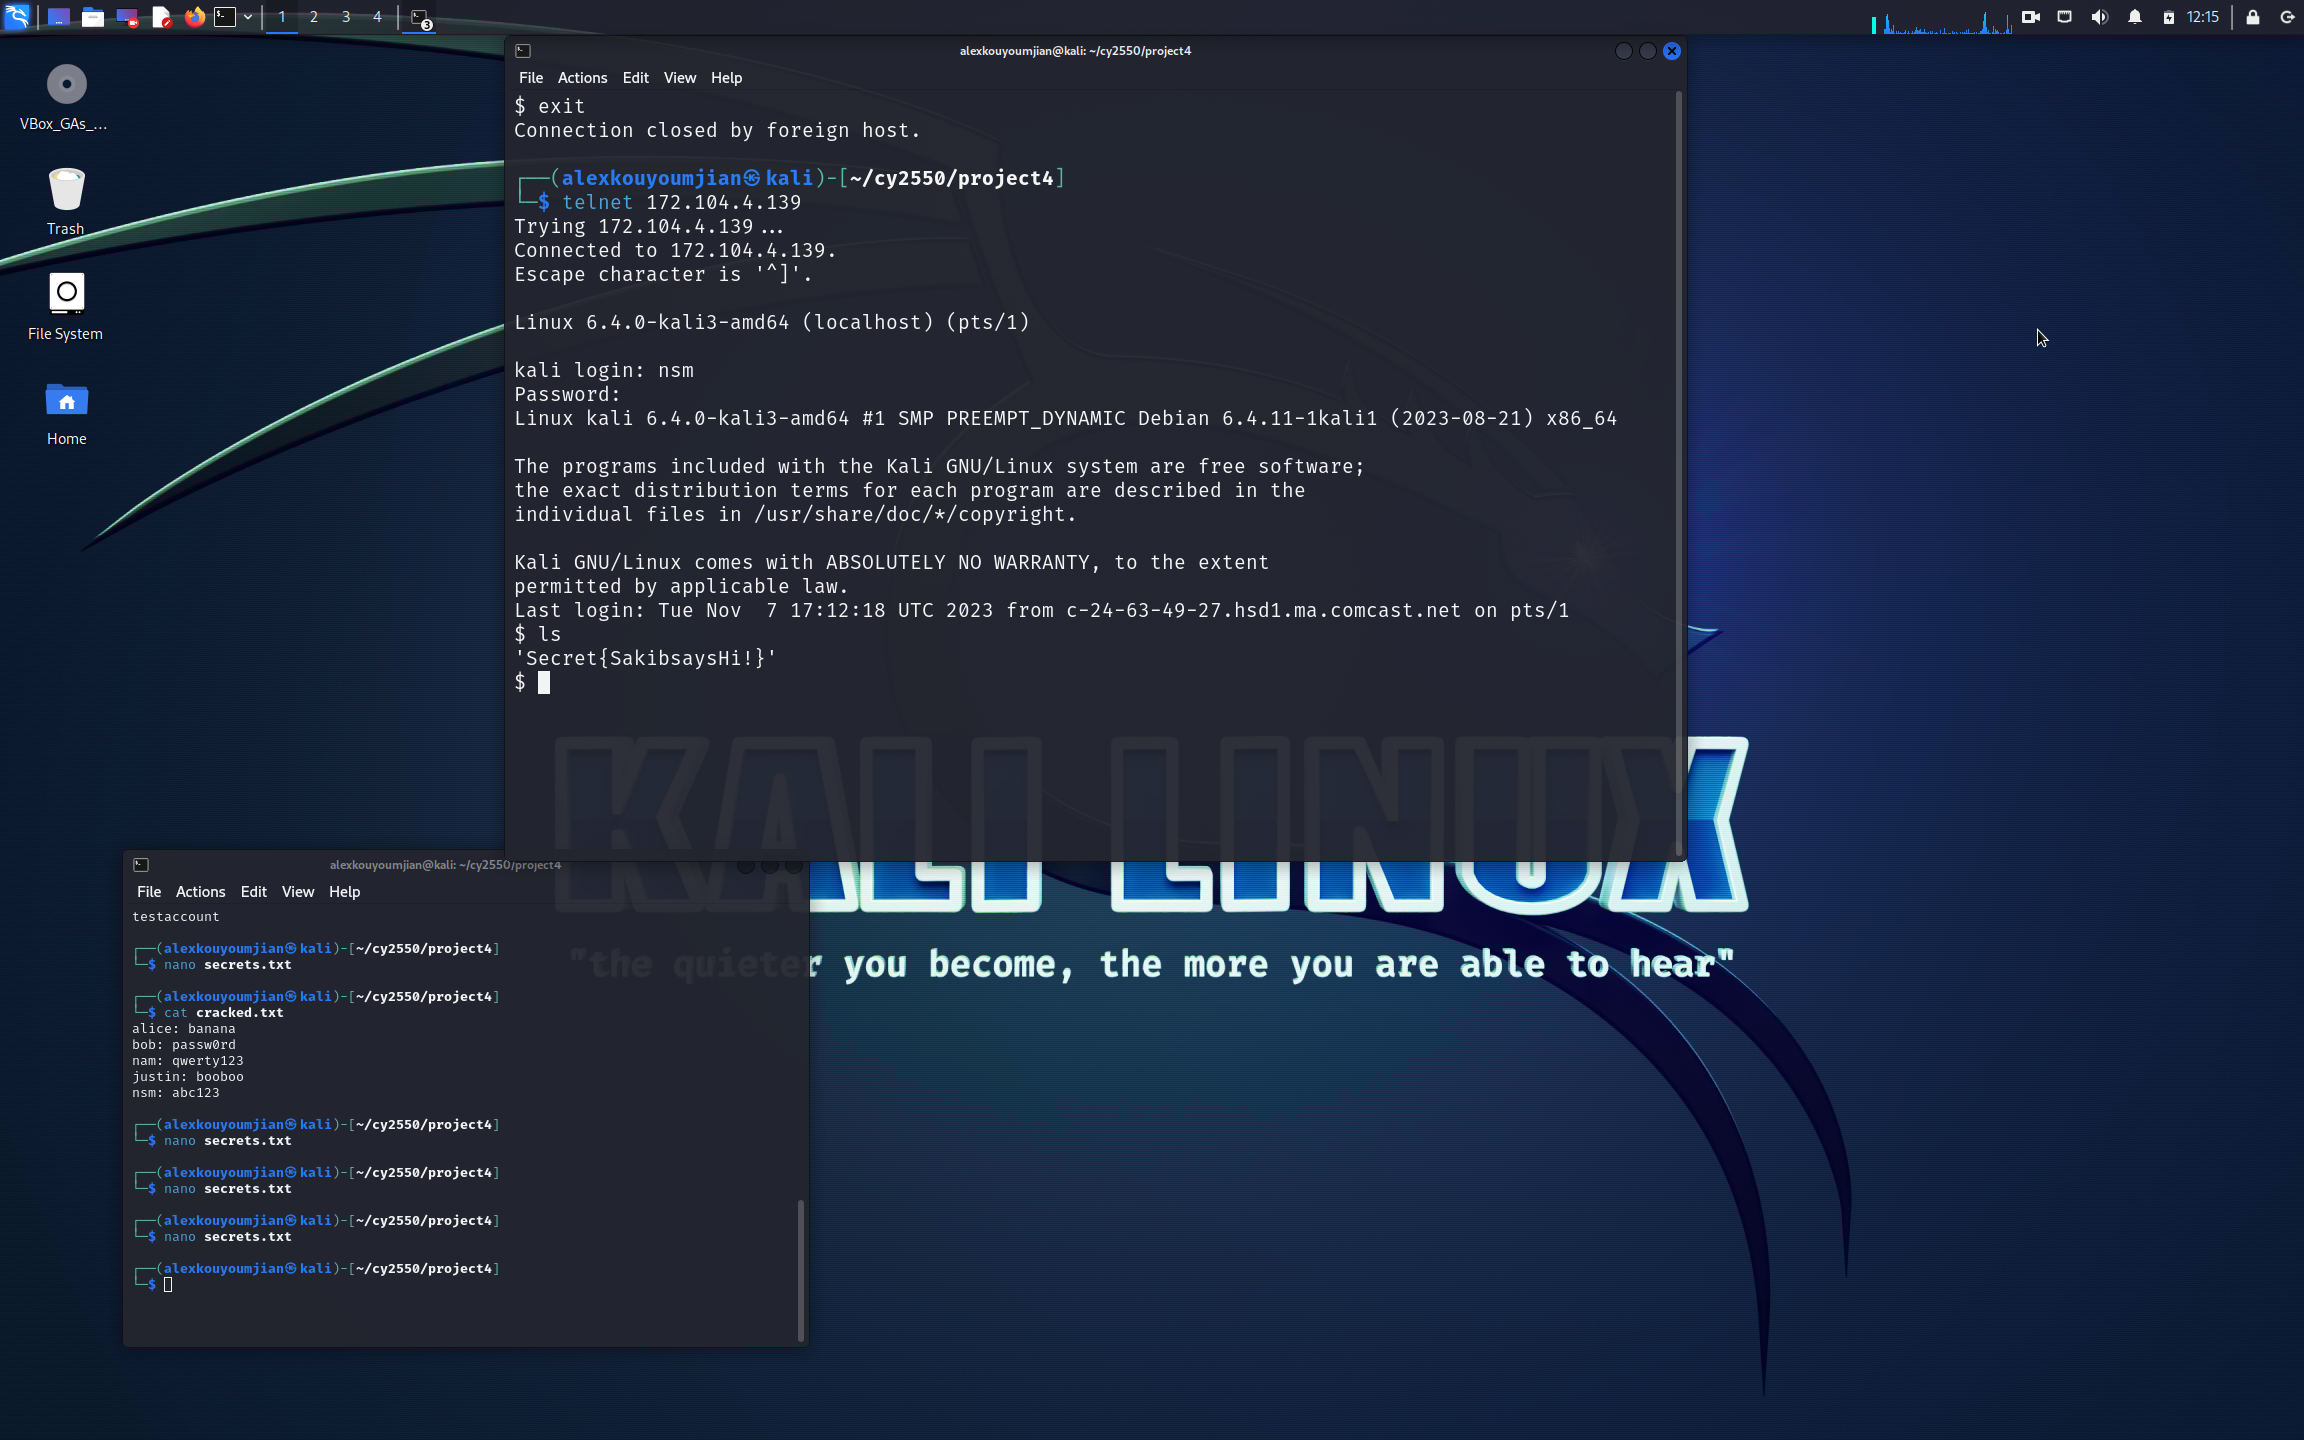 1 2 3 4 3 12:15
VBox_GAs_...
Trash
File System
Home
alexkouyoumjian@kali: ~/cy2550/project4
File Actions Edit View Help
$ exit
Connection closed by foreign host.
┌──(alexkouyoumjian㉿kali)-[~/cy2550/project4]
└─$ telnet 172.104.4.139
Trying 172.104.4.139...
Connected to 172.104.4.139.
Escape character is '^]'.
Linux 6.4.0-kali3-amd64 (localhost) (pts/1)
kali login: nsm
Password:
Linux kali 6.4.0-kali3-amd64 #1 SMP PREEMPT_DYNAMIC Debian 6.4.11-1kali1 (2023-08-21) x86_64
The programs included with the Kali GNU/Linux system are free software;
the exact distribution terms for each program are described in the
individual files in /usr/share/doc/*/copyright.
Kali GNU/Linux comes with ABSOLUTELY NO WARRANTY, to the extent
permitted by applicable law.
Last login: Tue Nov  7 17:12:18 UTC 2023 from c-24-63-49-27.hsd1.ma.comcast.net on pts/1
$ ls
'Secret{SakibsaysHi!}'
$
KALI LINUX
"the quieter you become, the more you are able to hear"
alexkouyoumjian@kali: ~/cy2550/project4
File Actions Edit View Help
testaccount
┌──(alexkouyoumjian㉿kali)-[~/cy2550/project4]
└─$ nano secrets.txt
┌──(alexkouyoumjian㉿kali)-[~/cy2550/project4]
└─$ cat cracked.txt
alice: banana
bob: passw0rd
nam: qwerty123
justin: booboo
nsm: abc123
┌──(alexkouyoumjian㉿kali)-[~/cy2550/project4]
└─$ nano secrets.txt
┌──(alexkouyoumjian㉿kali)-[~/cy2550/project4]
└─$ nano secrets.txt
┌──(alexkouyoumjian㉿kali)-[~/cy2550/project4]
└─$ nano secrets.txt
┌──(alexkouyoumjian㉿kali)-[~/cy2550/project4]
└─$